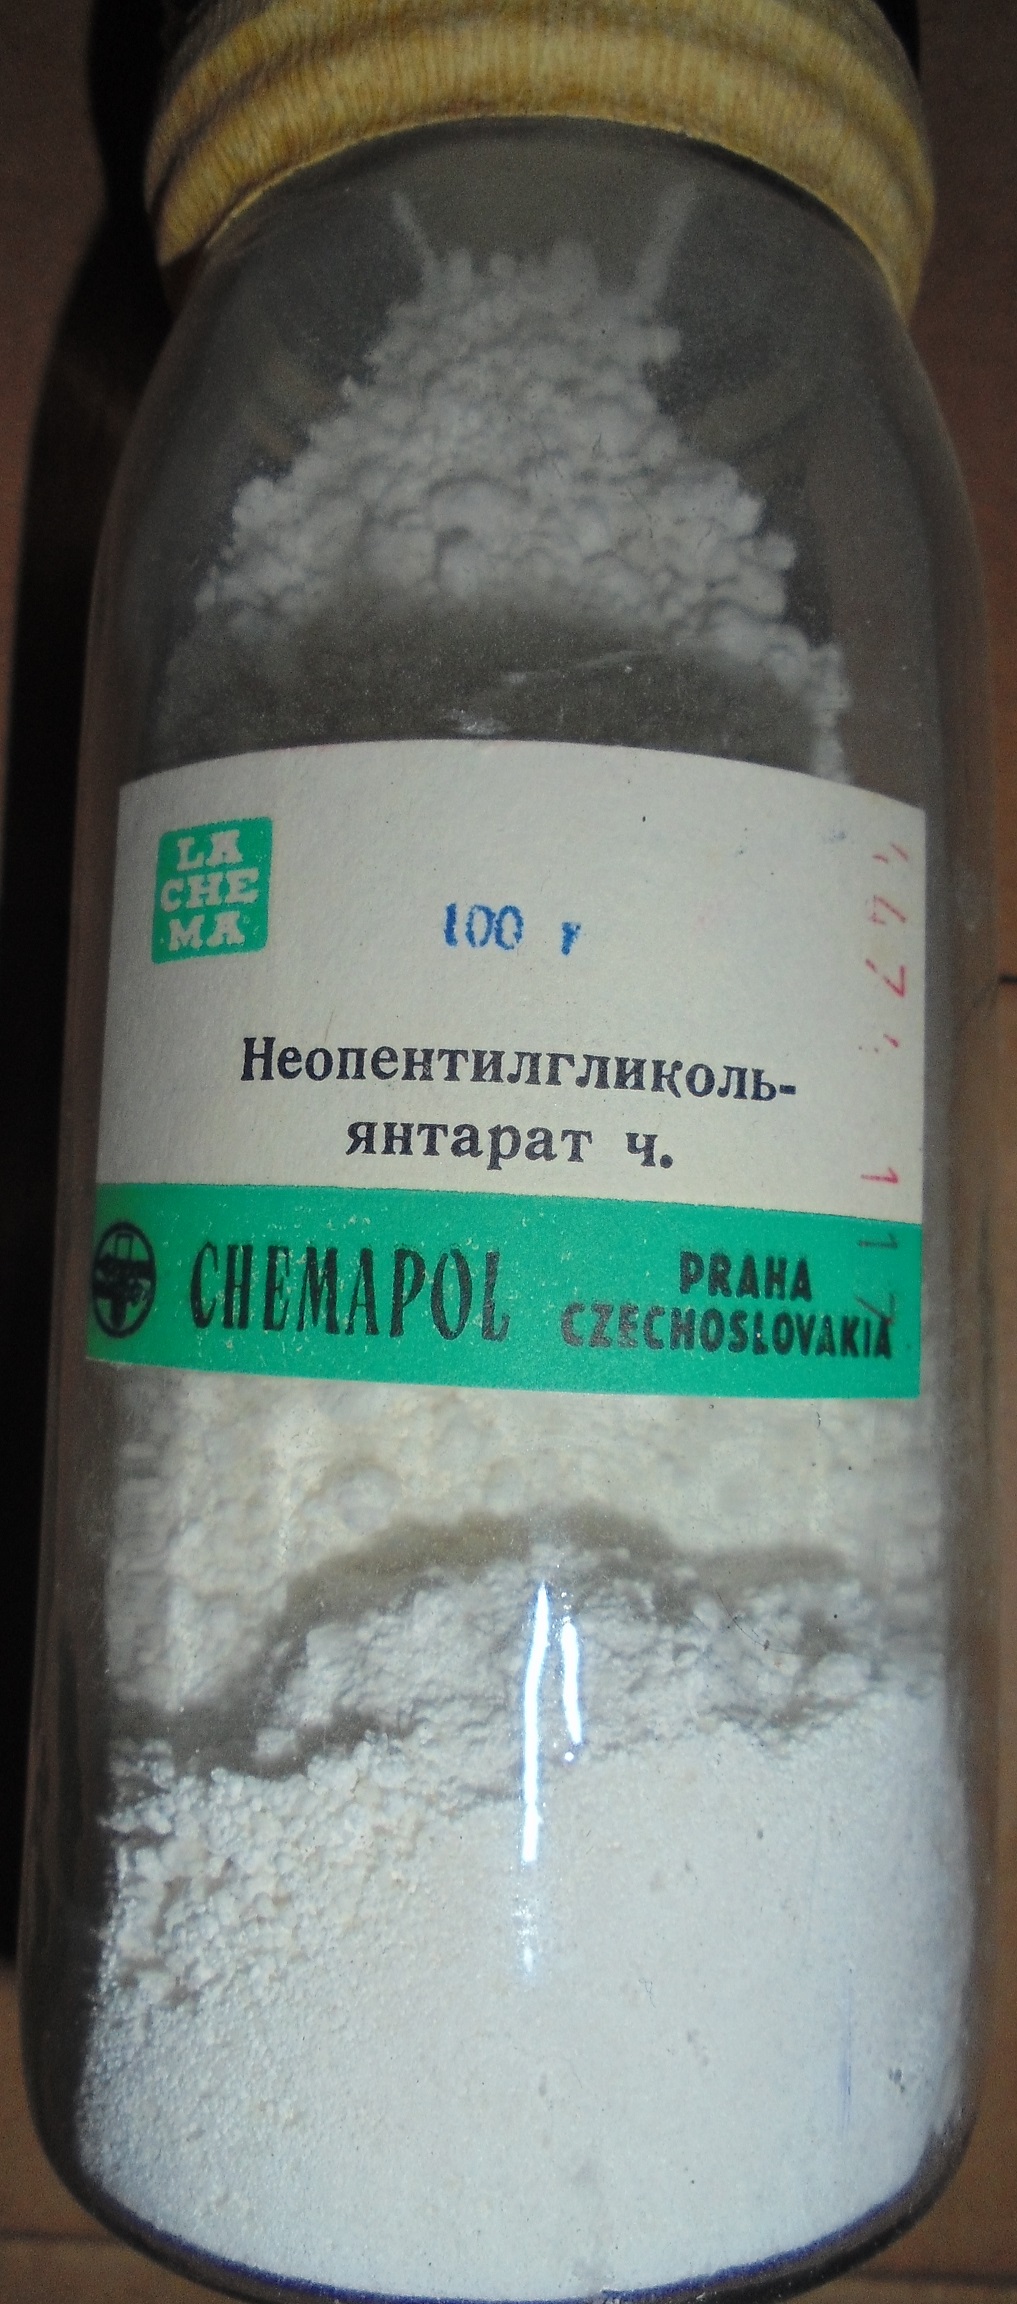 LA
CHE
MA
100 г
Неопентилгликоль-
янтарат ч.
CHEMAPOL
PRAHA
CZECHOSLOVAKIA